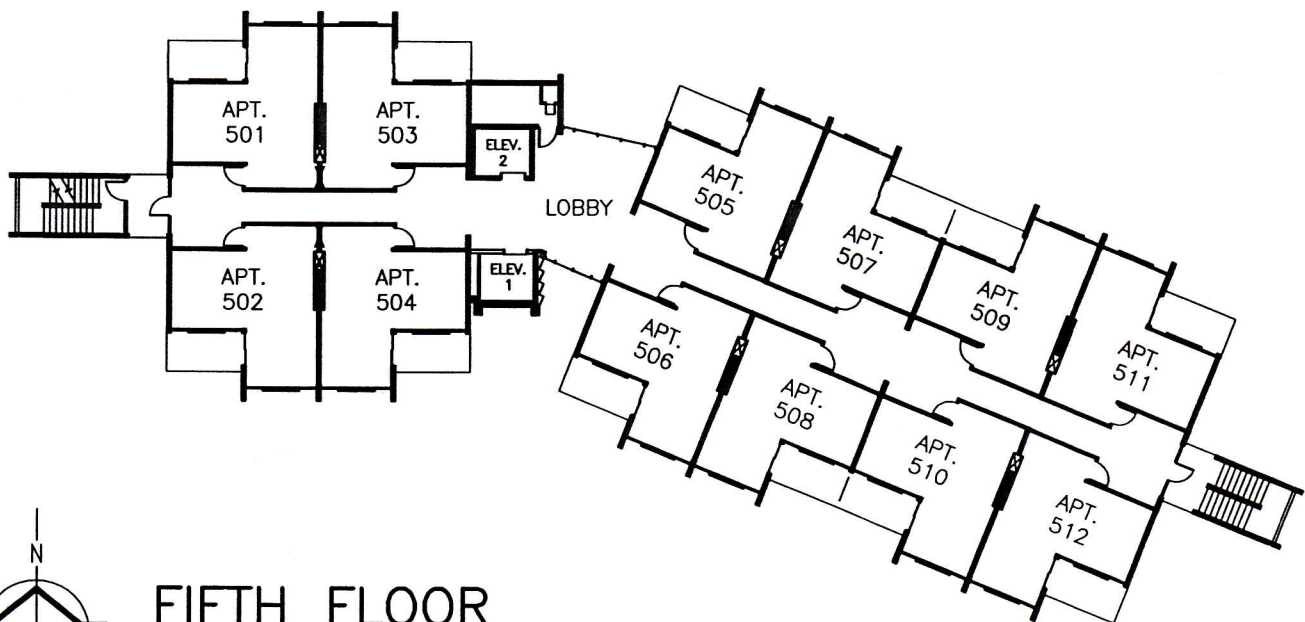 APT.
501
APT.
503
ELEV.
2
LOBBY
APT.
502
APT.
504
ELEV.
1
APT.
505
APT.
507
APT.
509
APT.
511
APT.
506
APT.
508
APT.
510
APT.
512
N
FIFTH FLOOR